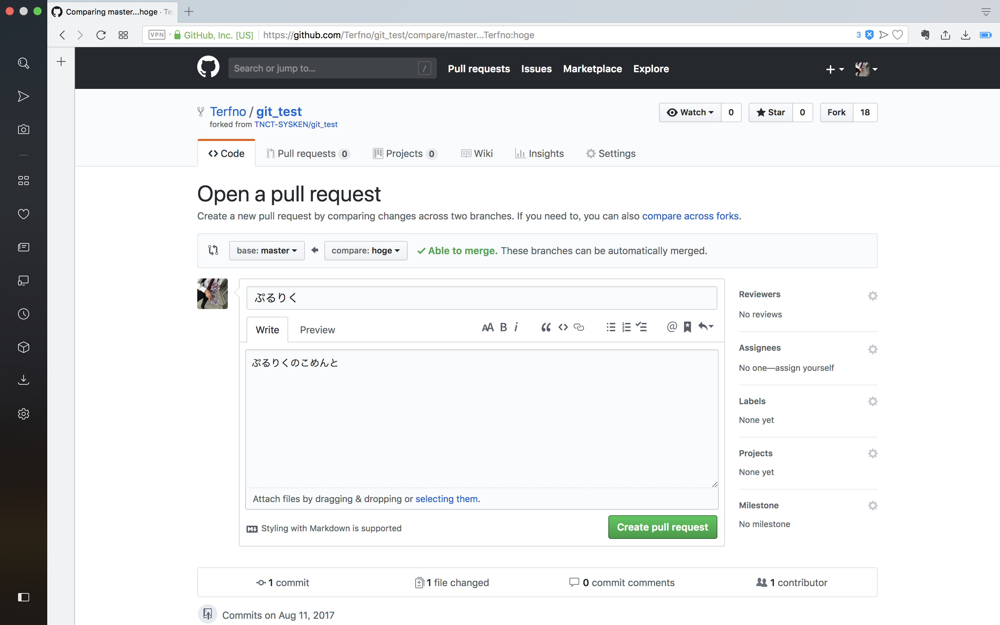 Comparing master...hoge · Te
VPN GitHub, Inc. [US] https://github.com/Terfno/git_test/compare/master...Terfno:hoge 3
Search or jump to... / Pull requests Issues Marketplace Explore
Terfno / git_test Watch 0 Star 0 Fork 18
forked from TNCT-SYSKEN/git_test
Code Pull requests 0 Projects 0 Wiki Insights Settings
Open a pull request
Create a new pull request by comparing changes across two branches. If you need to, you can also compare across forks.
base: master compare: hoge Able to merge. These branches can be automatically merged.
ぷるりく
Write Preview
ぷるりくのこめんと
Attach files by dragging & dropping or selecting them.
Styling with Markdown is supported
Create pull request
Reviewers
No reviews
Assignees
No one—assign yourself
Labels
None yet
Projects
None yet
Milestone
No milestone
1 commit 1 file changed 0 commit comments 1 contributor
Commits on Aug 11, 2017